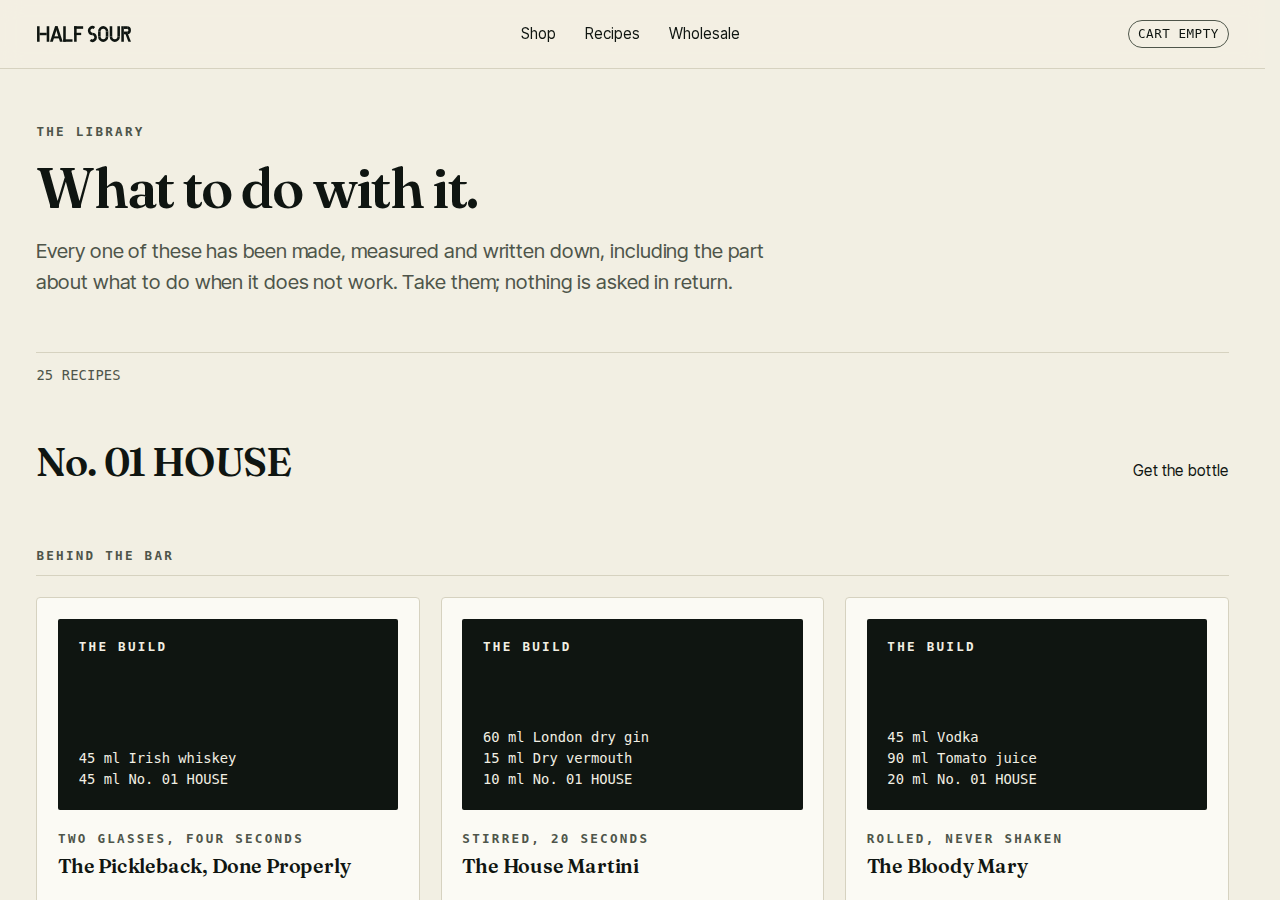 HALF SOUR
Shop Recipes Wholesale
CART EMPTY
THE LIBRARY
What to do with it.
Every one of these has been made, measured and written down, including the part
about what to do when it does not work. Take them; nothing is asked in return.
25 RECIPES
No. 01 HOUSE
Get the bottle
BEHIND THE BAR
THE BUILD
45 ml Irish whiskey
45 ml No. 01 HOUSE
TWO GLASSES, FOUR SECONDS
The Pickleback, Done Properly
THE BUILD
60 ml London dry gin
15 ml Dry vermouth
10 ml No. 01 HOUSE
STIRRED, 20 SECONDS
The House Martini
THE BUILD
45 ml Vodka
90 ml Tomato juice
20 ml No. 01 HOUSE
ROLLED, NEVER SHAKEN
The Bloody Mary